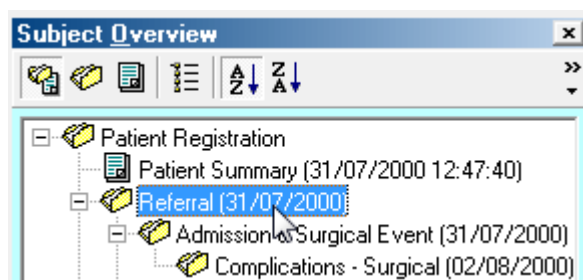 Subject Overview
Patient Registration
Patient Summary (31/07/2000 12:47:40)
Referral (31/07/2000)
Admission & Surgical Event (31/07/2000)
Complications - Surgical (02/08/2000)